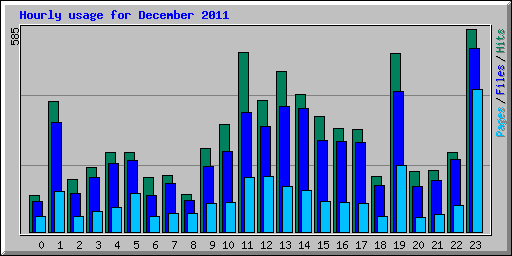 Hourly usage for December 2011
585
Pages/Files/Hits
0 1 2 3 4 5 6 7 8 9 10 11 12 13 14 15 16 17 18 19 20 21 22 23